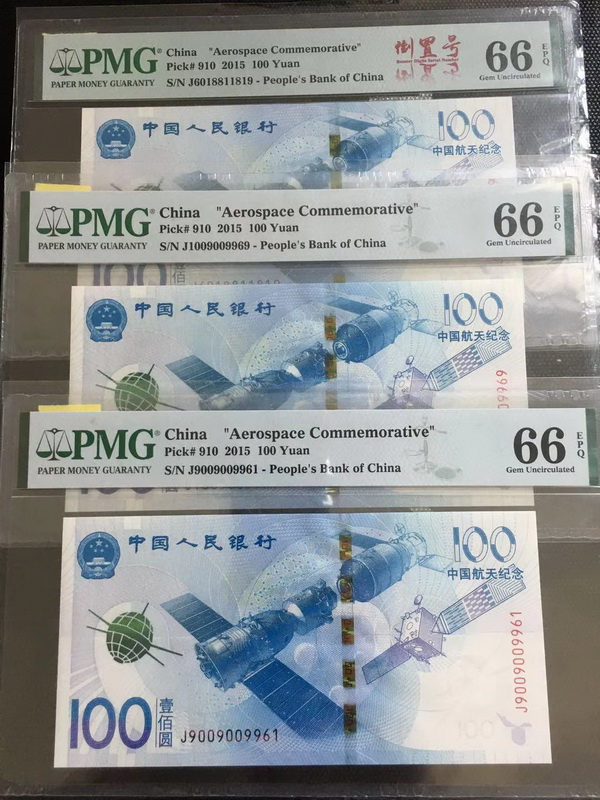 PMG
PAPER MONEY GUARANTY
China "Aerospace Commemorative"
Pick# 910 2015 100 Yuan
S/N J6018811819 - People's Bank of China
倒置号
66 EPQ
Gem Uncirculated
中国人民银行
100
中国航天纪念
PMG
PAPER MONEY GUARANTY
China "Aerospace Commemorative"
Pick# 910 2015 100 Yuan
S/N J1009009969 - People's Bank of China
66 EPQ
Gem Uncirculated
中国人民银行
100
中国航天纪念
PMG
PAPER MONEY GUARANTY
China "Aerospace Commemorative"
Pick# 910 2015 100 Yuan
S/N J9009009961 - People's Bank of China
66 EPQ
Gem Uncirculated
中国人民银行
100
中国航天纪念
J9009009961
100 壹佰圆
J9009009961